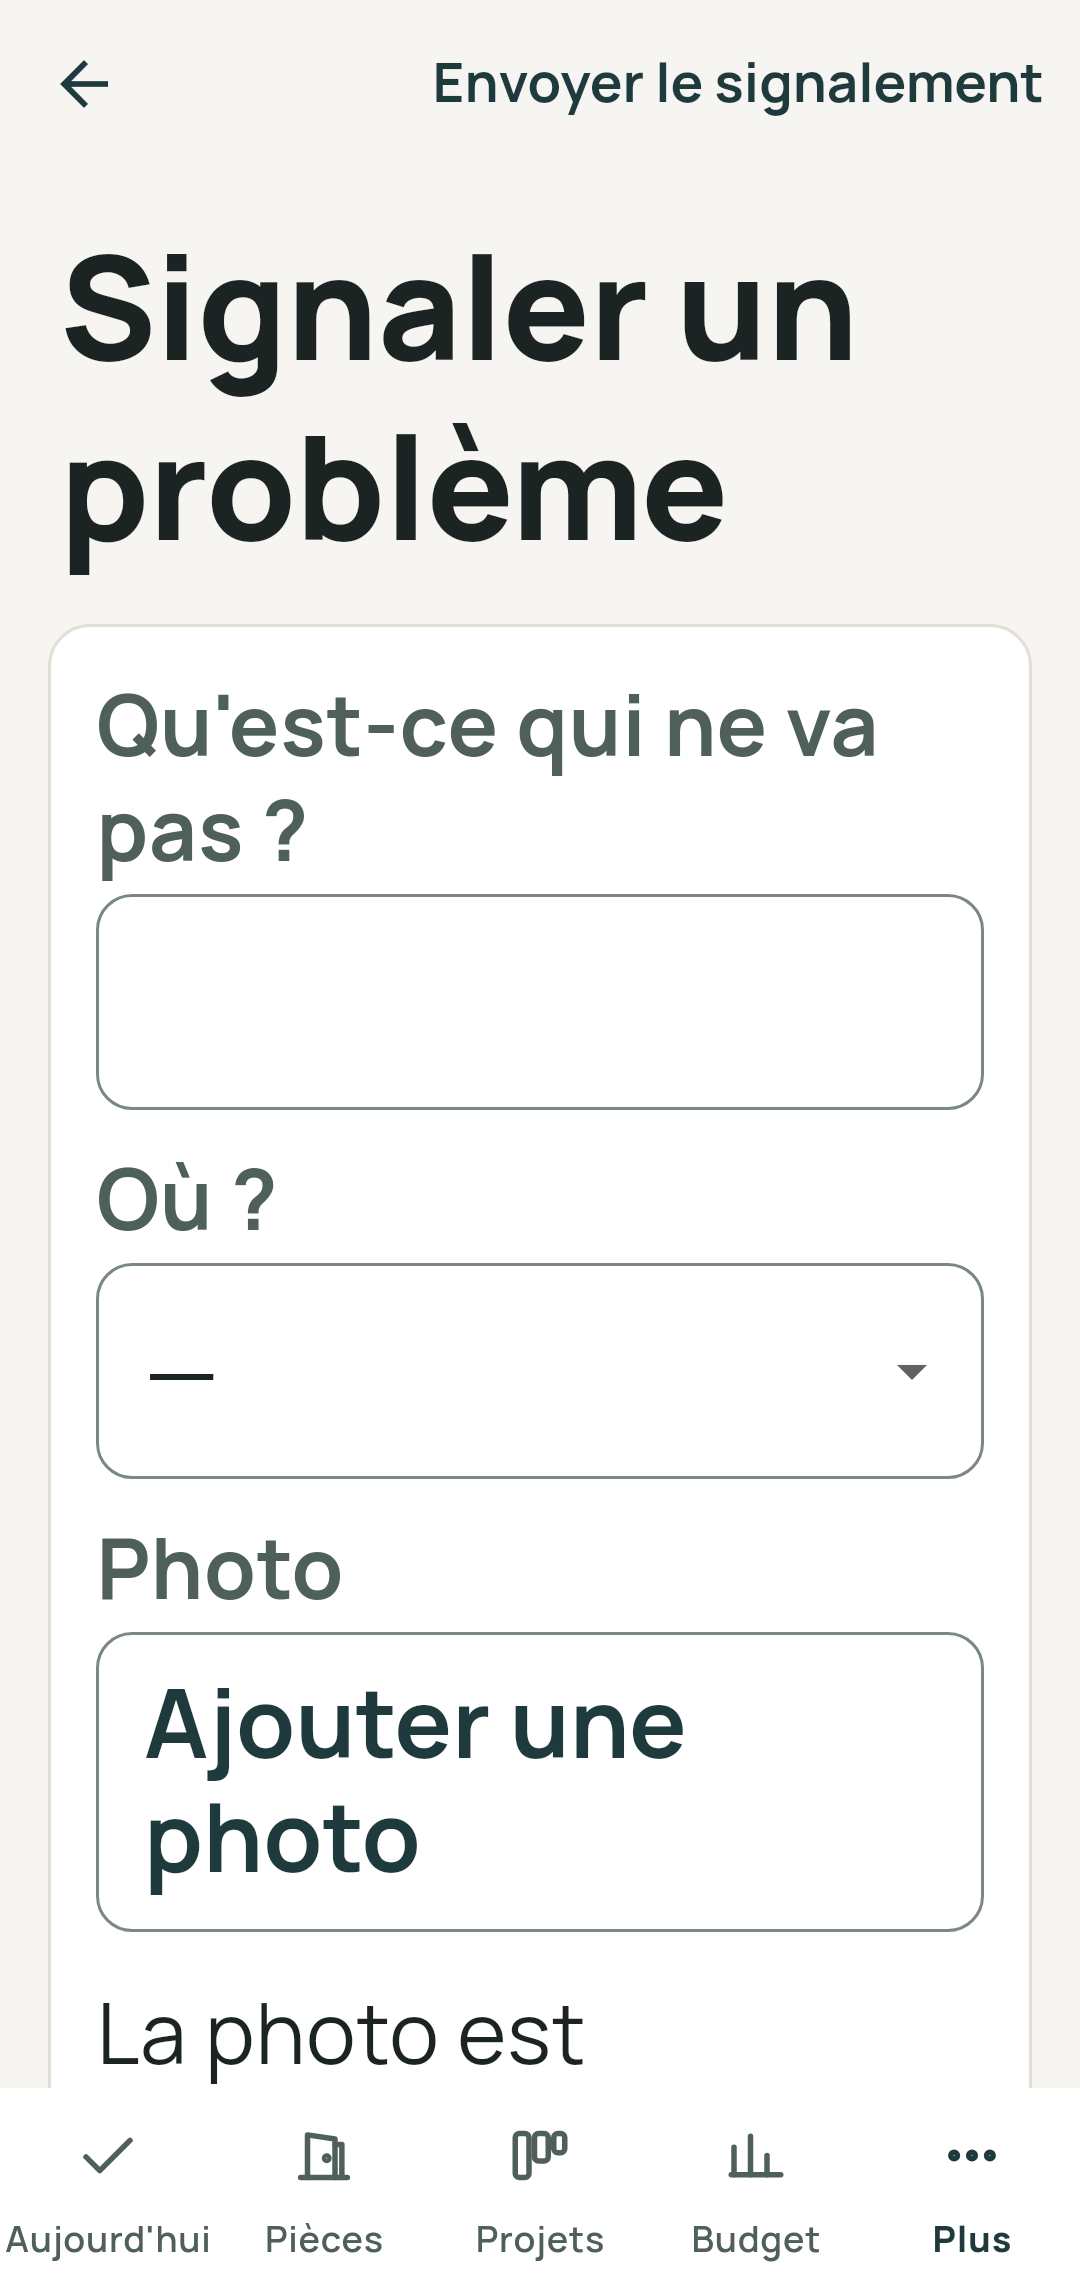 Envoyer le signalement
Signaler un
problème
Qu'est-ce qui ne va
pas ?
Où ?
—
Photo
Ajouter une
photo
La photo est
Aujourd'hui
Pièces
Projets
Budget
Plus